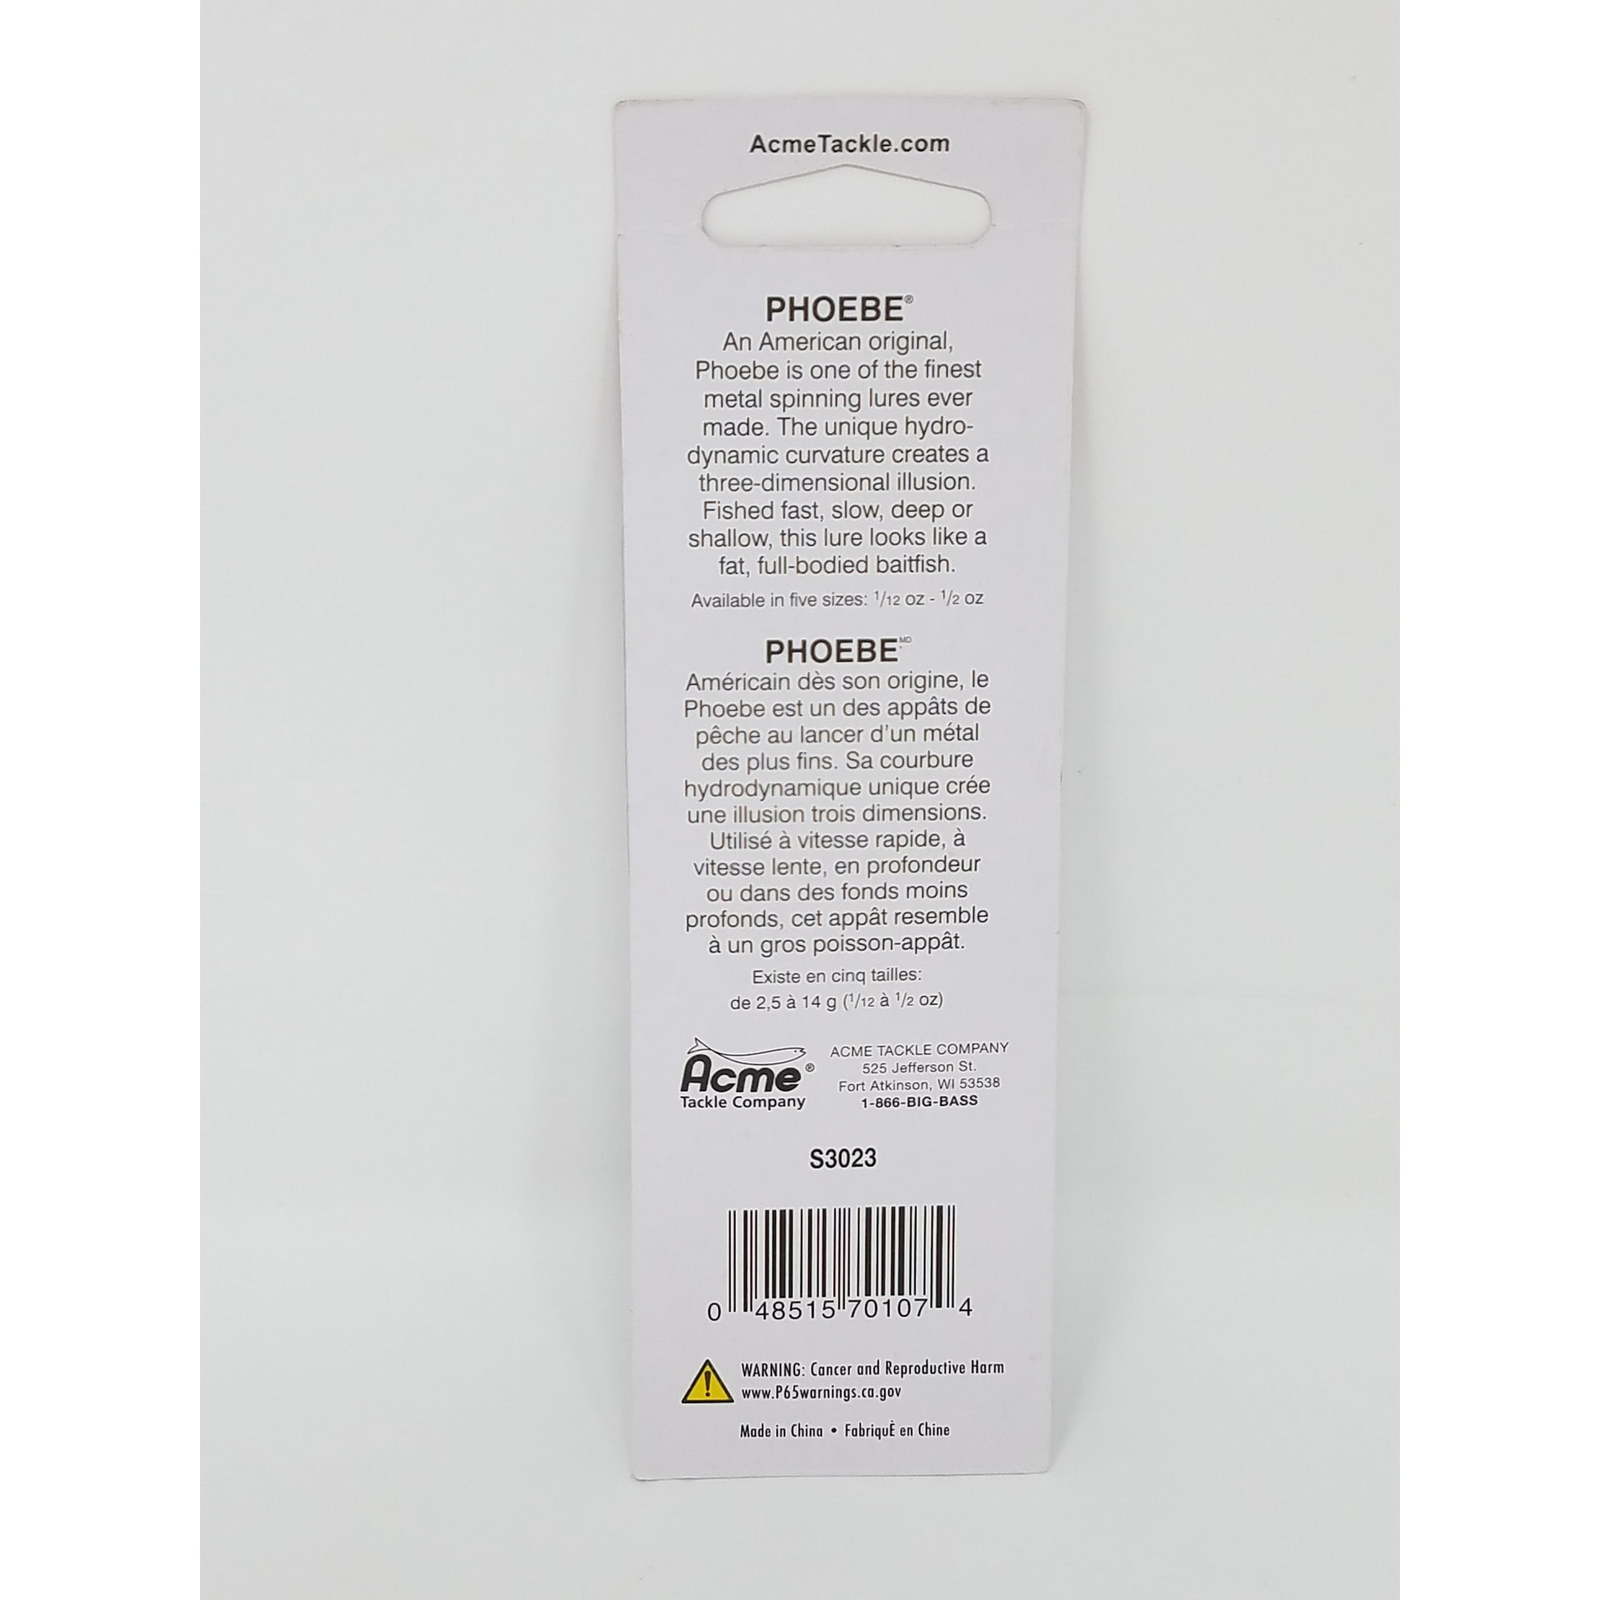 AcmeTackle.com
PHOEBE®
An American original,
Phoebe is one of the finest
metal spinning lures ever
made. The unique hydro-
dynamic curvature creates a
three-dimensional illusion.
Fished fast, slow, deep or
shallow, this lure looks like a
fat, full-bodied baitfish.
Available in five sizes: 1/12 oz - 1/2 oz
PHOEBE MD
Américain dès son origine, le
Phoebe est un des appâts de
pêche au lancer d'un métal
des plus fins. Sa courbure
hydrodynamique unique crée
une illusion trois dimensions.
Utilisé à vitesse rapide, à
vitesse lente, en profondeur
ou dans des fonds moins
profonds, cet appât resemble
à un gros poisson-appât.
Existe en cinq tailles:
de 2,5 à 14 g (1/12 à 1/2 oz)
Acme®
Tackle Company
ACME TACKLE COMPANY
525 Jefferson St.
Fort Atkinson, WI 53538
1-866-BIG-BASS
S3023
0 48515 70107 4
WARNING: Cancer and Reproductive Harm
www.P65warnings.ca.gov
Made in China • FabriquÈ en Chine